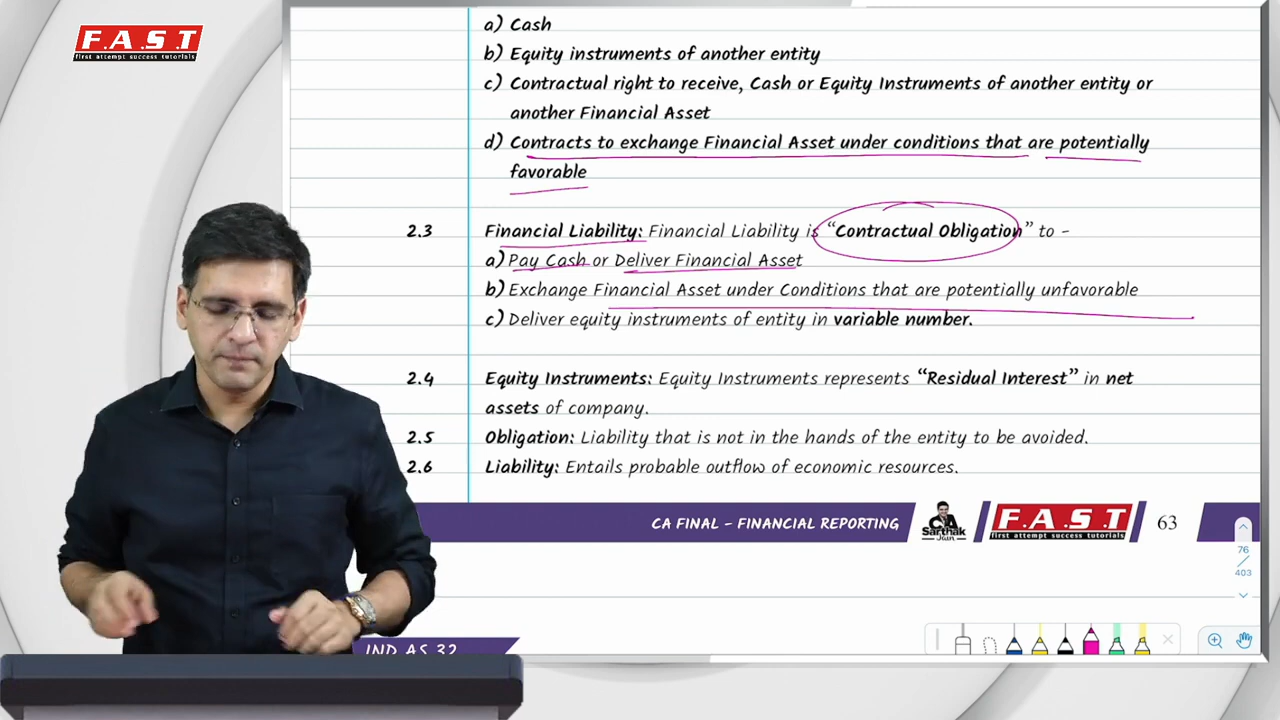 F.A.S.T
first attempt success tutorials
a) Cash
b) Equity instruments of another entity
c) Contractual right to receive, Cash or Equity Instruments of another entity or
another Financial Asset
d) Contracts to exchange Financial Asset under conditions that are potentially
favorable
2.3 Financial Liability: Financial Liability is “Contractual Obligation” to -
a) Pay Cash or Deliver Financial Asset
b) Exchange Financial Asset under Conditions that are potentially unfavorable
c) Deliver equity instruments of entity in variable number.
2.4 Equity Instruments: Equity Instruments represents “Residual Interest” in net
assets of company.
2.5 Obligation: Liability that is not in the hands of the entity to be avoided.
2.6 Liability: Entails probable outflow of economic resources.
CA FINAL - FINANCIAL REPORTING
Sarthak
Jain
F.A.S.T
first attempt success tutorials
63
76
/
403
IND AS 32